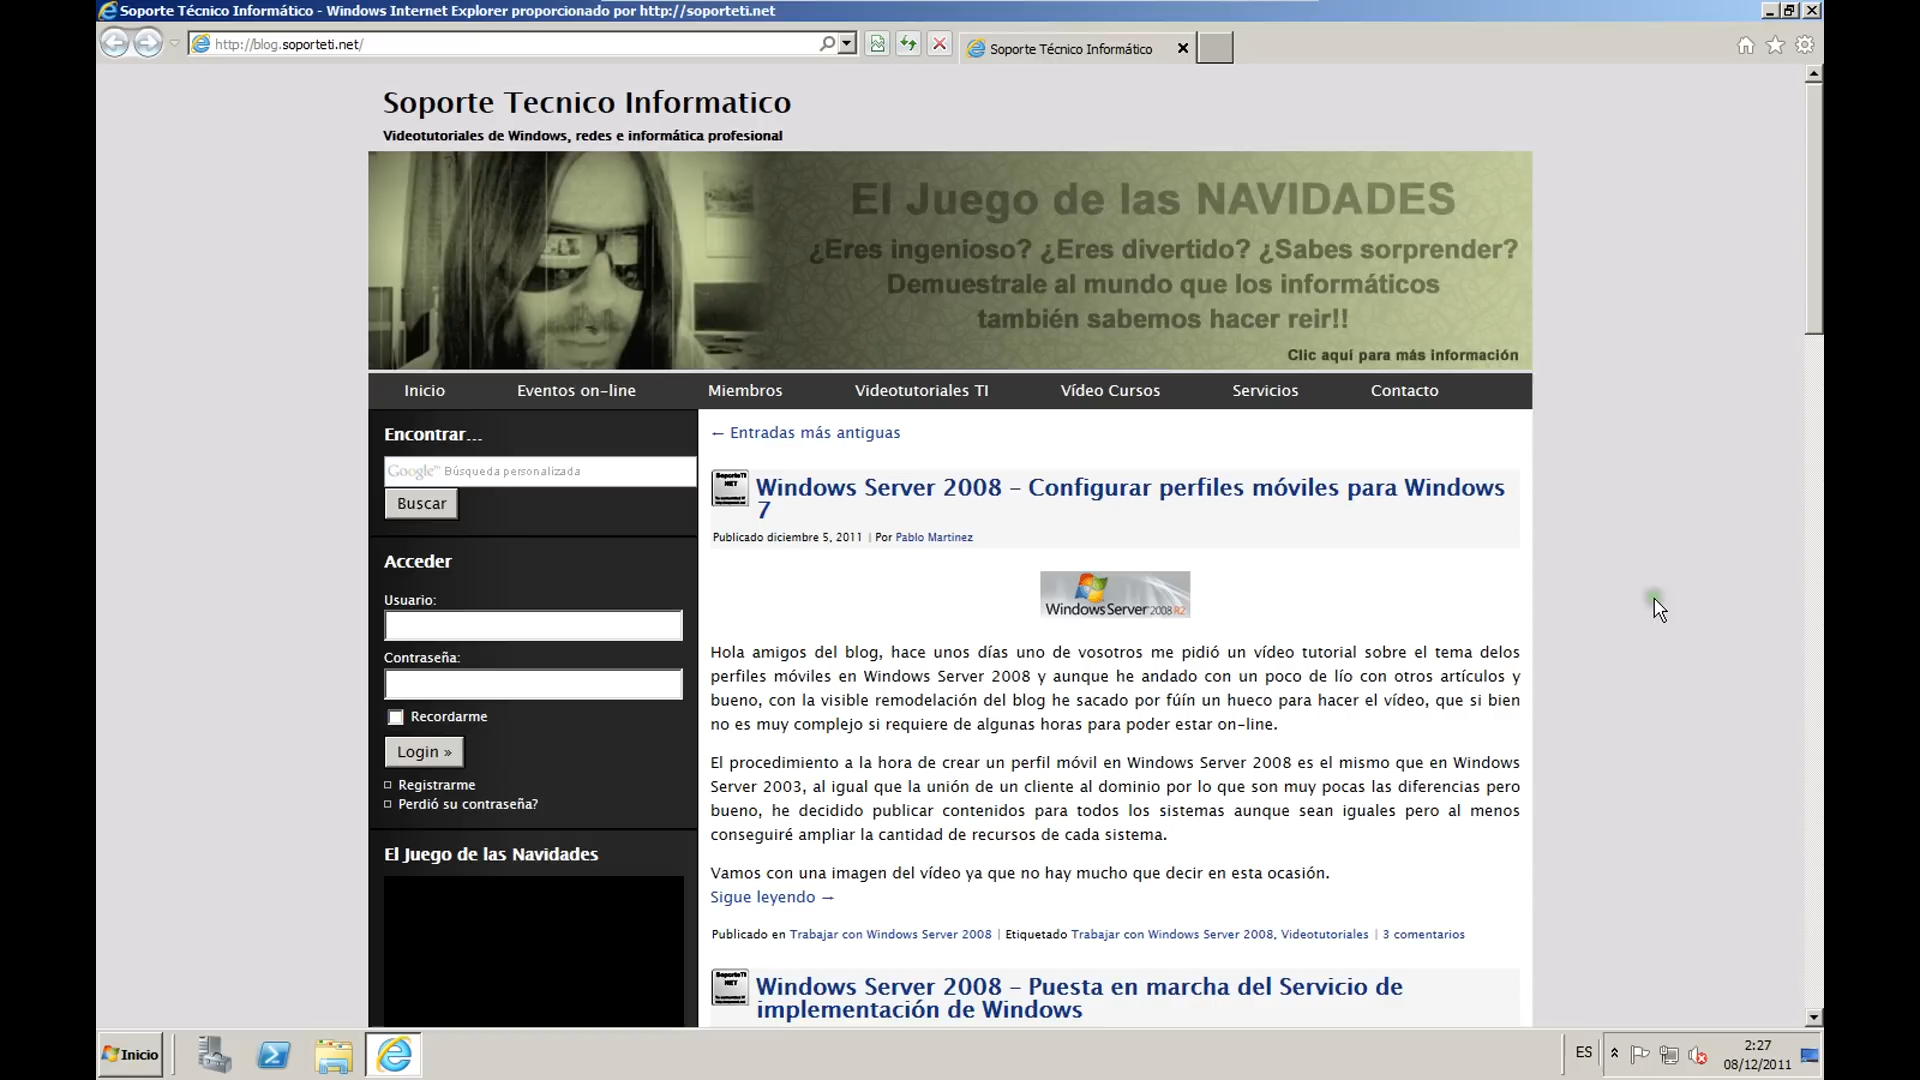 Soporte Técnico Informático - Windows Internet Explorer proporcionado por http://soporteti.net
http://blog.soporteti.net/
Soporte Técnico Informático
Soporte Tecnico Informatico
Videotutoriales de Windows, redes e informática profesional
El Juego de las NAVIDADES
¿Eres ingenioso? ¿Eres divertido? ¿Sabes sorprender?
Demuestrale al mundo que los informáticos
también sabemos hacer reir!!
Clic aquí para más información
Inicio Eventos on-line Miembros Videotutoriales TI Vídeo Cursos Servicios Contacto
Encontrar...
Google™ Búsqueda personalizada
Buscar
Acceder
Usuario:
Contraseña:
Recordarme
Login »
Registrarme
Perdió su contraseña?
El Juego de las Navidades
← Entradas más antiguas
SoporteTI
NET
Windows Server 2008 – Configurar perfiles móviles para Windows
7
Publicado diciembre 5, 2011 | Por Pablo Martinez
Windows Server 2008 R2
Hola amigos del blog, hace unos días uno de vosotros me pidió un vídeo tutorial sobre el tema delos
perfiles móviles en Windows Server 2008 y aunque he andado con un poco de lío con otros artículos y
bueno, con la visible remodelación del blog he sacado por fúín un hueco para hacer el vídeo, que si bien
no es muy complejo si requiere de algunas horas para poder estar on-line.
El procedimiento a la hora de crear un perfil móvil en Windows Server 2008 es el mismo que en Windows
Server 2003, al igual que la unión de un cliente al dominio por lo que son muy pocas las diferencias pero
bueno, he decidido publicar contenidos para todos los sistemas aunque sean iguales pero al menos
conseguiré ampliar la cantidad de recursos de cada sistema.
Vamos con una imagen del vídeo ya que no hay mucho que decir en esta ocasión.
Sigue leyendo →
Publicado en Trabajar con Windows Server 2008 | Etiquetado Trabajar con Windows Server 2008, Videotutoriales | 3 comentarios
SoporteTI
NET
Windows Server 2008 – Puesta en marcha del Servicio de
implementación de Windows
Inicio
ES
2:27
08/12/2011